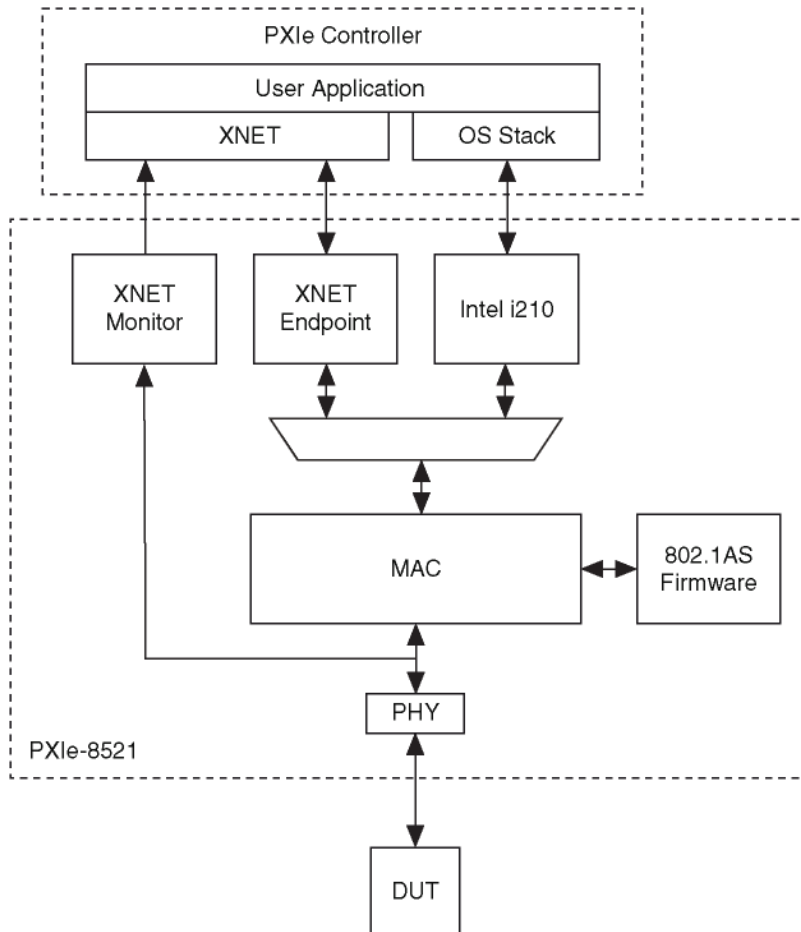 PXIe Controller
User Application
XNET
OS Stack
XNET
Monitor
XNET
Endpoint
Intel i210
MAC
802.1AS
Firmware
PHY
PXIe-8521
DUT